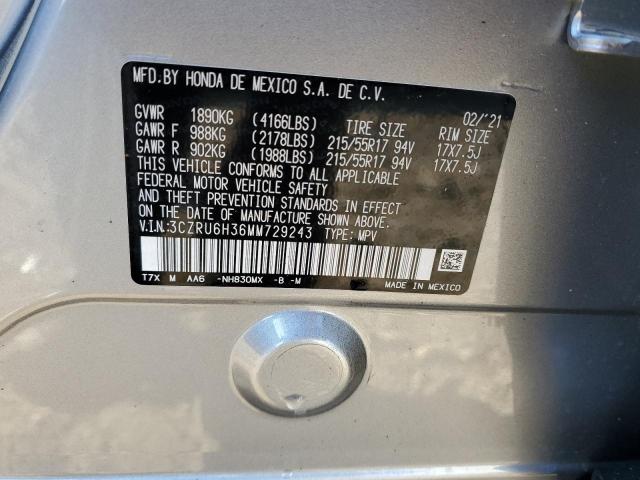 MFD.BY HONDA DE MEXICO S.A. DE C.V.
02/'21
GVWR 1890KG (4166LBS) TIRE SIZE RIM SIZE
GAWR F 988KG (2178LBS) 215/55R17 94V 17X7.5J
GAWR R 902KG (1988LBS) 215/55R17 94V 17X7.5J
THIS VEHICLE CONFORMS TO ALL APPLICABLE
FEDERAL MOTOR VEHICLE SAFETY
AND THEFT PREVENTION STANDARDS IN EFFECT
ON THE DATE OF MANUFACTURE SHOWN ABOVE.
V.I.N.:3CZRU6H36MM729243 TYPE:MPV
T7X M AA6 -NH830MX -B -M
MADE IN MEXICO